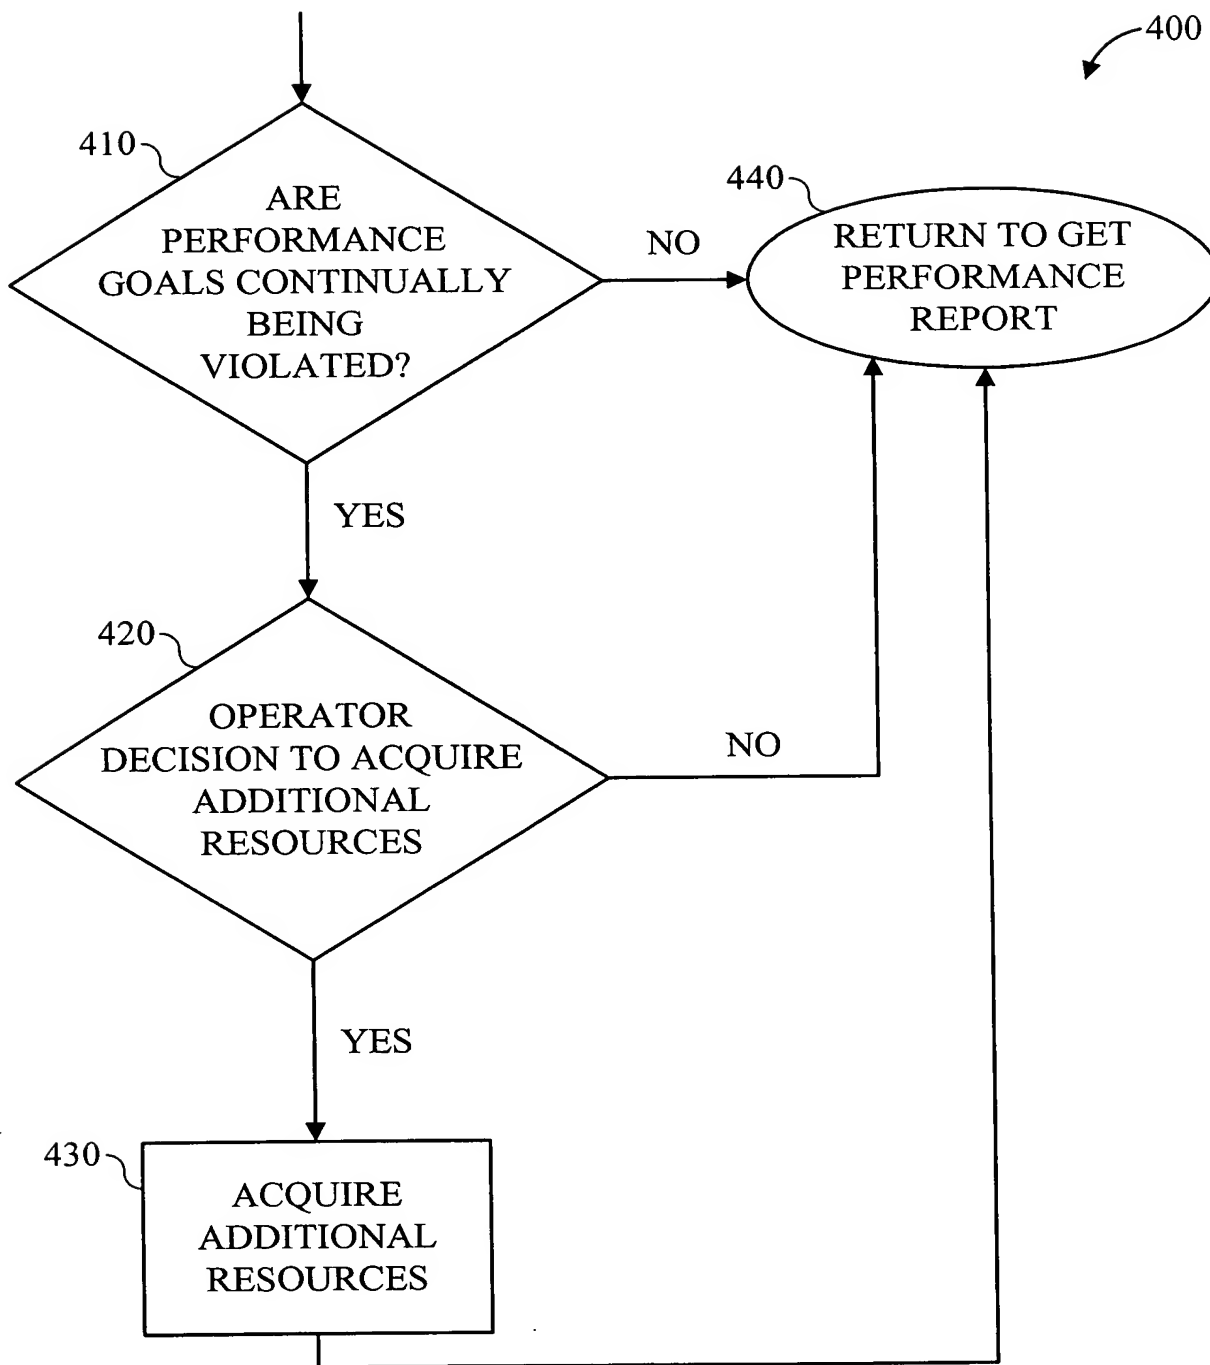 400
410
ARE
PERFORMANCE
GOALS CONTINUALLY
BEING
VIOLATED?
NO
440
RETURN TO GET
PERFORMANCE
REPORT
YES
420
OPERATOR
DECISION TO ACQUIRE
ADDITIONAL
RESOURCES
NO
YES
430
ACQUIRE
ADDITIONAL
RESOURCES